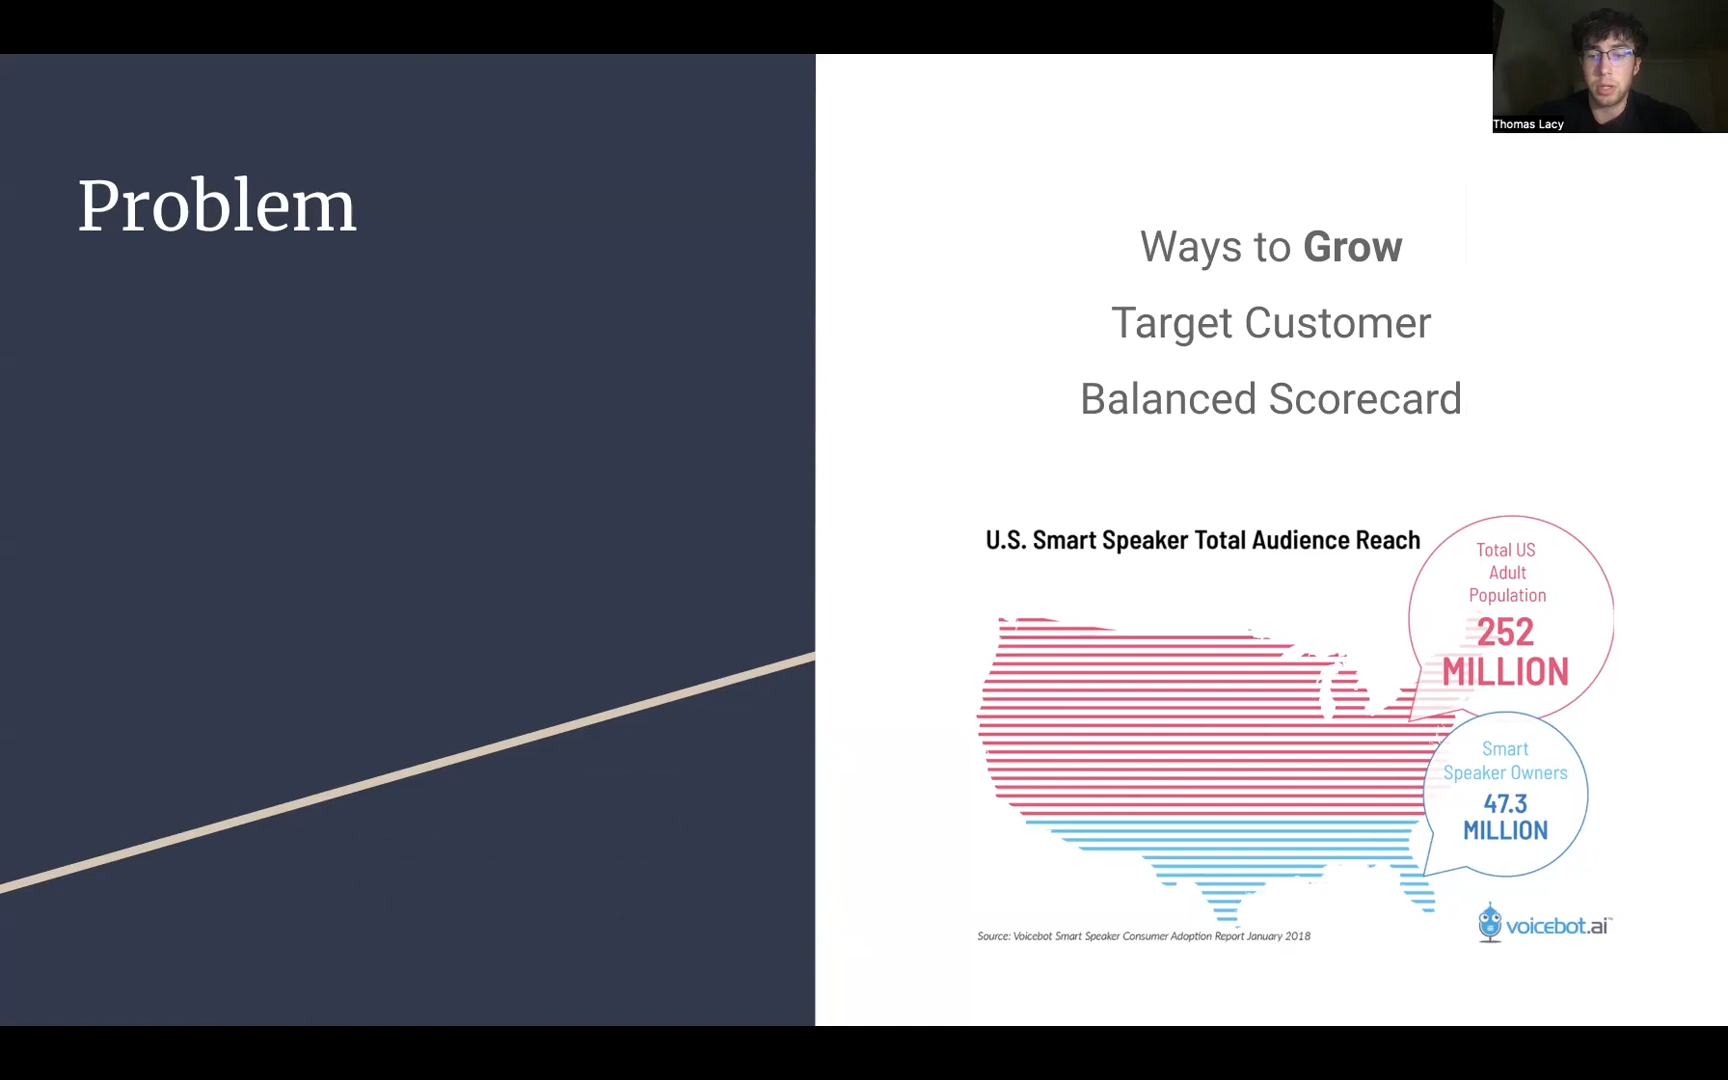 Thomas Lacy
Problem
Ways to Grow
Target Customer
Balanced Scorecard
U.S. Smart Speaker Total Audience Reach
Total US
Adult
Population
252
MILLION
Smart
Speaker Owners
47.3
MILLION
Source: Voicebot Smart Speaker Consumer Adoption Report January 2018
voicebot.ai™